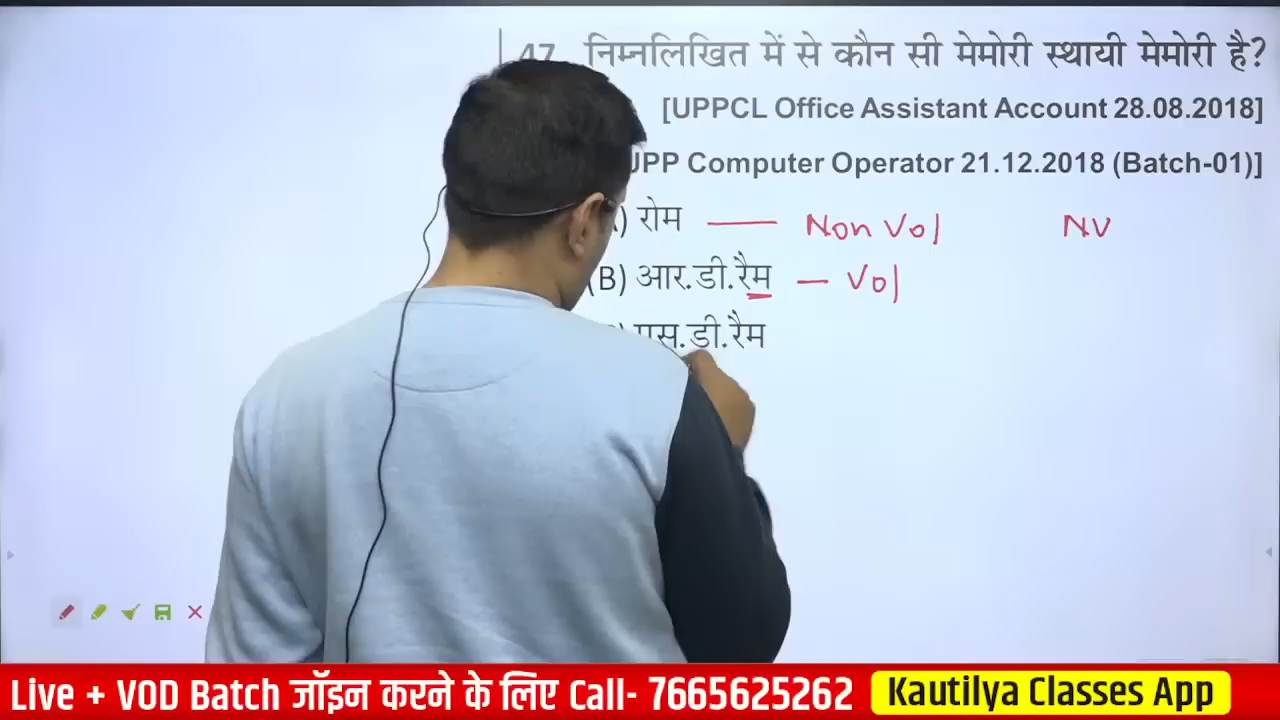 47. निम्नलिखित में से कौन सी मेमोरी स्थायी मेमोरी है?
[UPPCL Office Assistant Account 28.08.2018]
UPP Computer Operator 21.12.2018 (Batch-01)]
) रोम — Non Vol NV
(B) आर.डी.रैम — Vol
एस.डी.रैम
Live + VOD Batch जॉइन करने के लिए Call- 7665625262 Kautilya Classes App